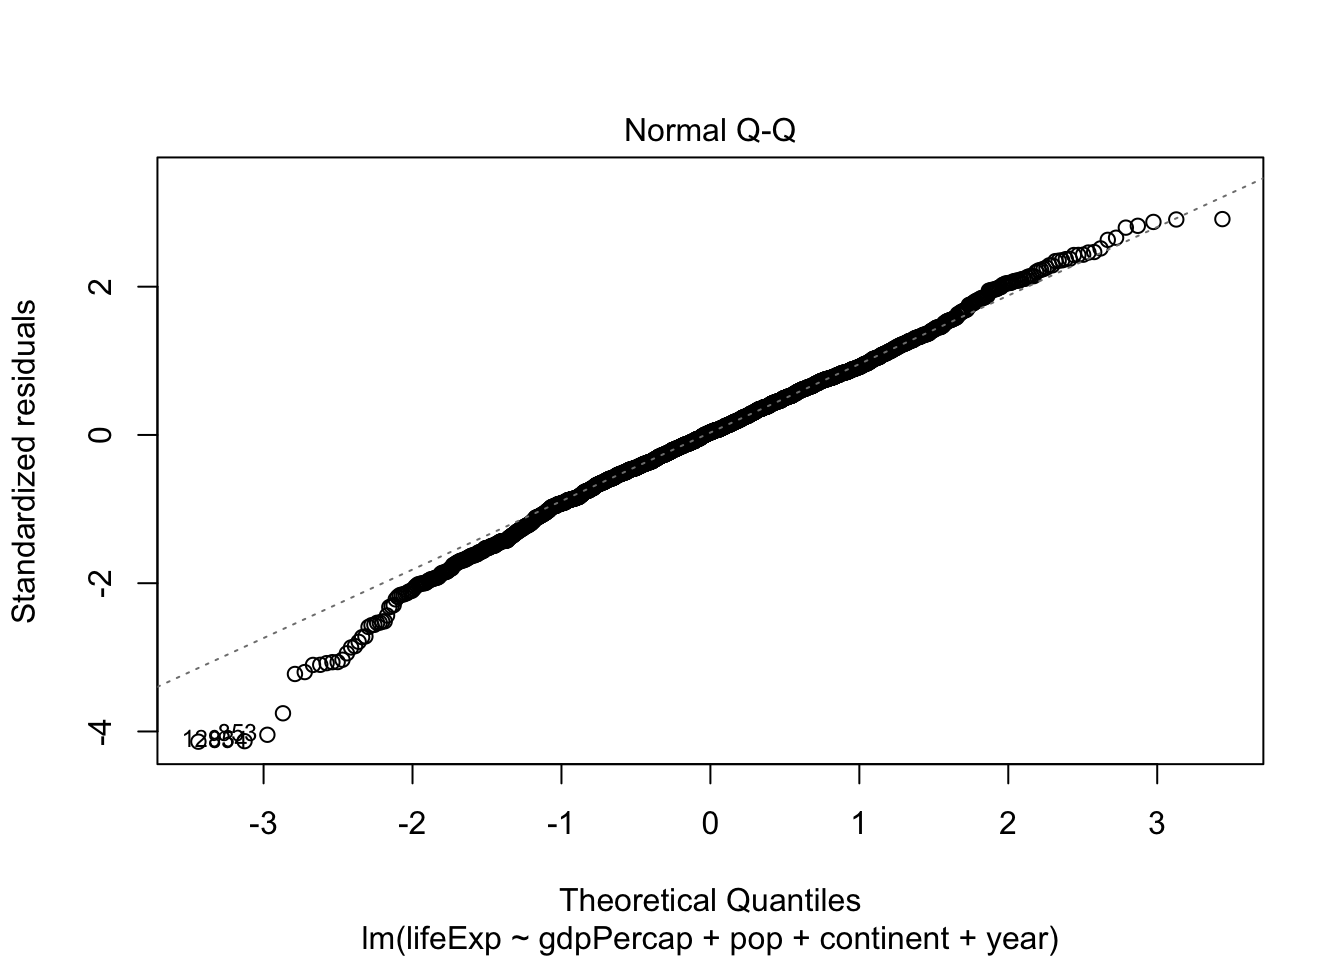 Normal Q-Q
Standardized residuals
2
0
-2
-4
853
-3 -2 -1 0 1 2 3
Theoretical Quantiles
lm(lifeExp ~ gdpPercap + pop + continent + year)